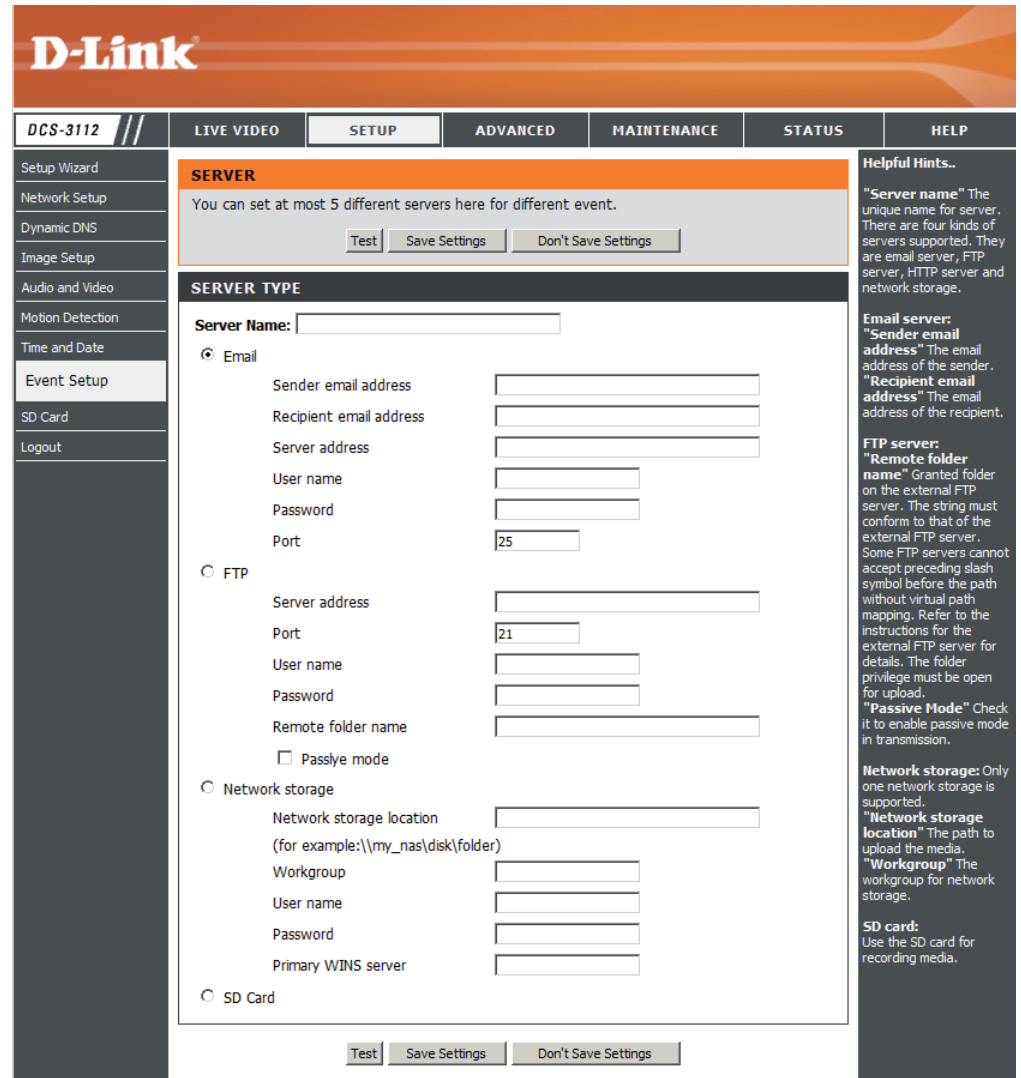 D-Link
DCS-3112
LIVE VIDEO
SETUP
ADVANCED
MAINTENANCE
STATUS
HELP
Setup Wizard
Network Setup
Dynamic DNS
Image Setup
Audio and Video
Motion Detection
Time and Date
Event Setup
SD Card
Logout
SERVER
You can set at most 5 different servers here for different event.
Test
Save Settings
Don't Save Settings
SERVER TYPE
Server Name:
Email
Sender email address
Recipient email address
Server address
User name
Password
Port 25
FTP
Server address
Port 21
User name
Password
Remote folder name
Passlye mode
Network storage
Network storage location
(for example:\\my_nas\disk\folder)
Workgroup
User name
Password
Primary WINS server
SD Card
Test
Save Settings
Don't Save Settings
Helpful Hints..
"Server name" The
unique name for server.
There are four kinds of
servers supported. They
are email server, FTP
server, HTTP server and
network storage.
Email server:
"Sender email
address" The email
address of the sender.
"Recipient email
address" The email
address of the recipient.
FTP server:
"Remote folder
name" Granted folder
on the external FTP
server. The string must
conform to that of the
external FTP server.
Some FTP servers cannot
accept preceding slash
symbol before the path
without virtual path
mapping. Refer to the
instructions for the
external FTP server for
details. The folder
privilege must be open
for upload.
"Passive Mode" Check
it to enable passive mode
in transmission.
Network storage: Only
one network storage is
supported.
"Network storage
location" The path to
upload the media.
"Workgroup" The
workgroup for network
storage.
SD card:
Use the SD card for
recording media.